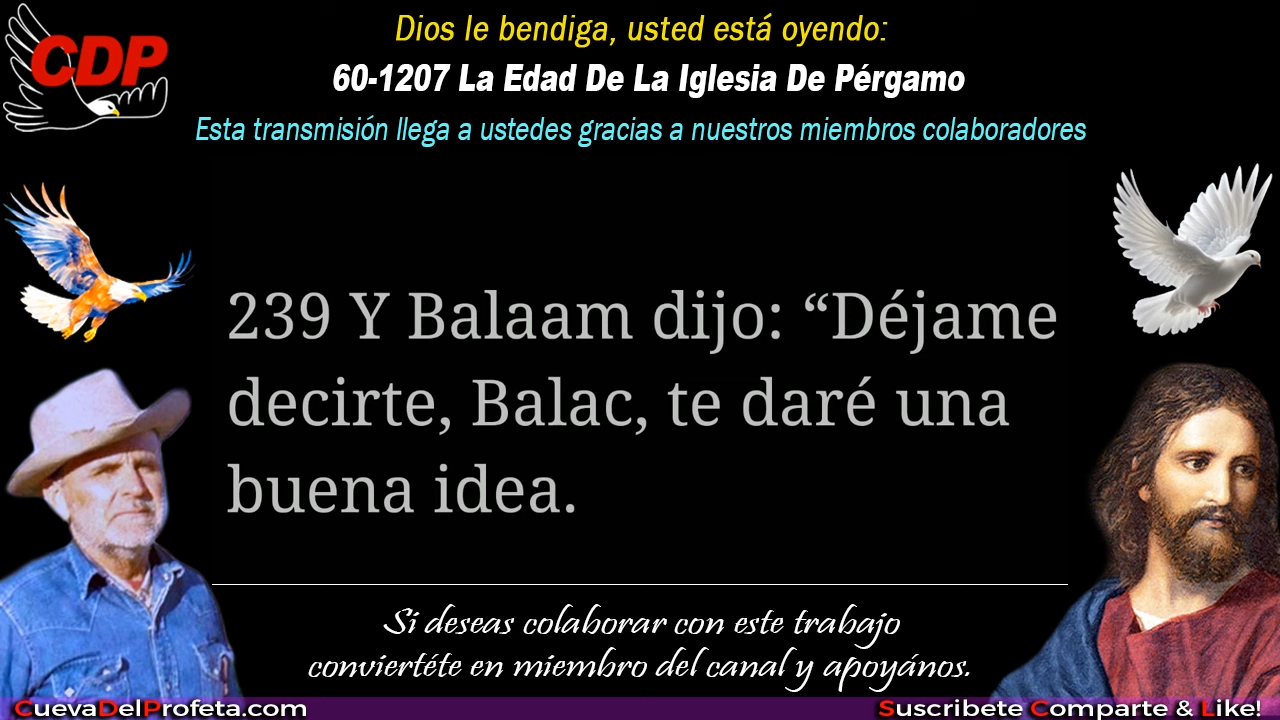 CDP
Dios le bendiga, usted está oyendo:
60-1207 La Edad De La Iglesia De Pérgamo
Esta transmisión llega a ustedes gracias a nuestros miembros colaboradores
239 Y Balaam dijo: “Déjame
decirte, Balac, te daré una
buena idea.
Si deseas colaborar con este trabajo
conviertéte en miembro del canal y apoyános.
CuevaDelProfeta.com
Suscribete Comparte & Like!